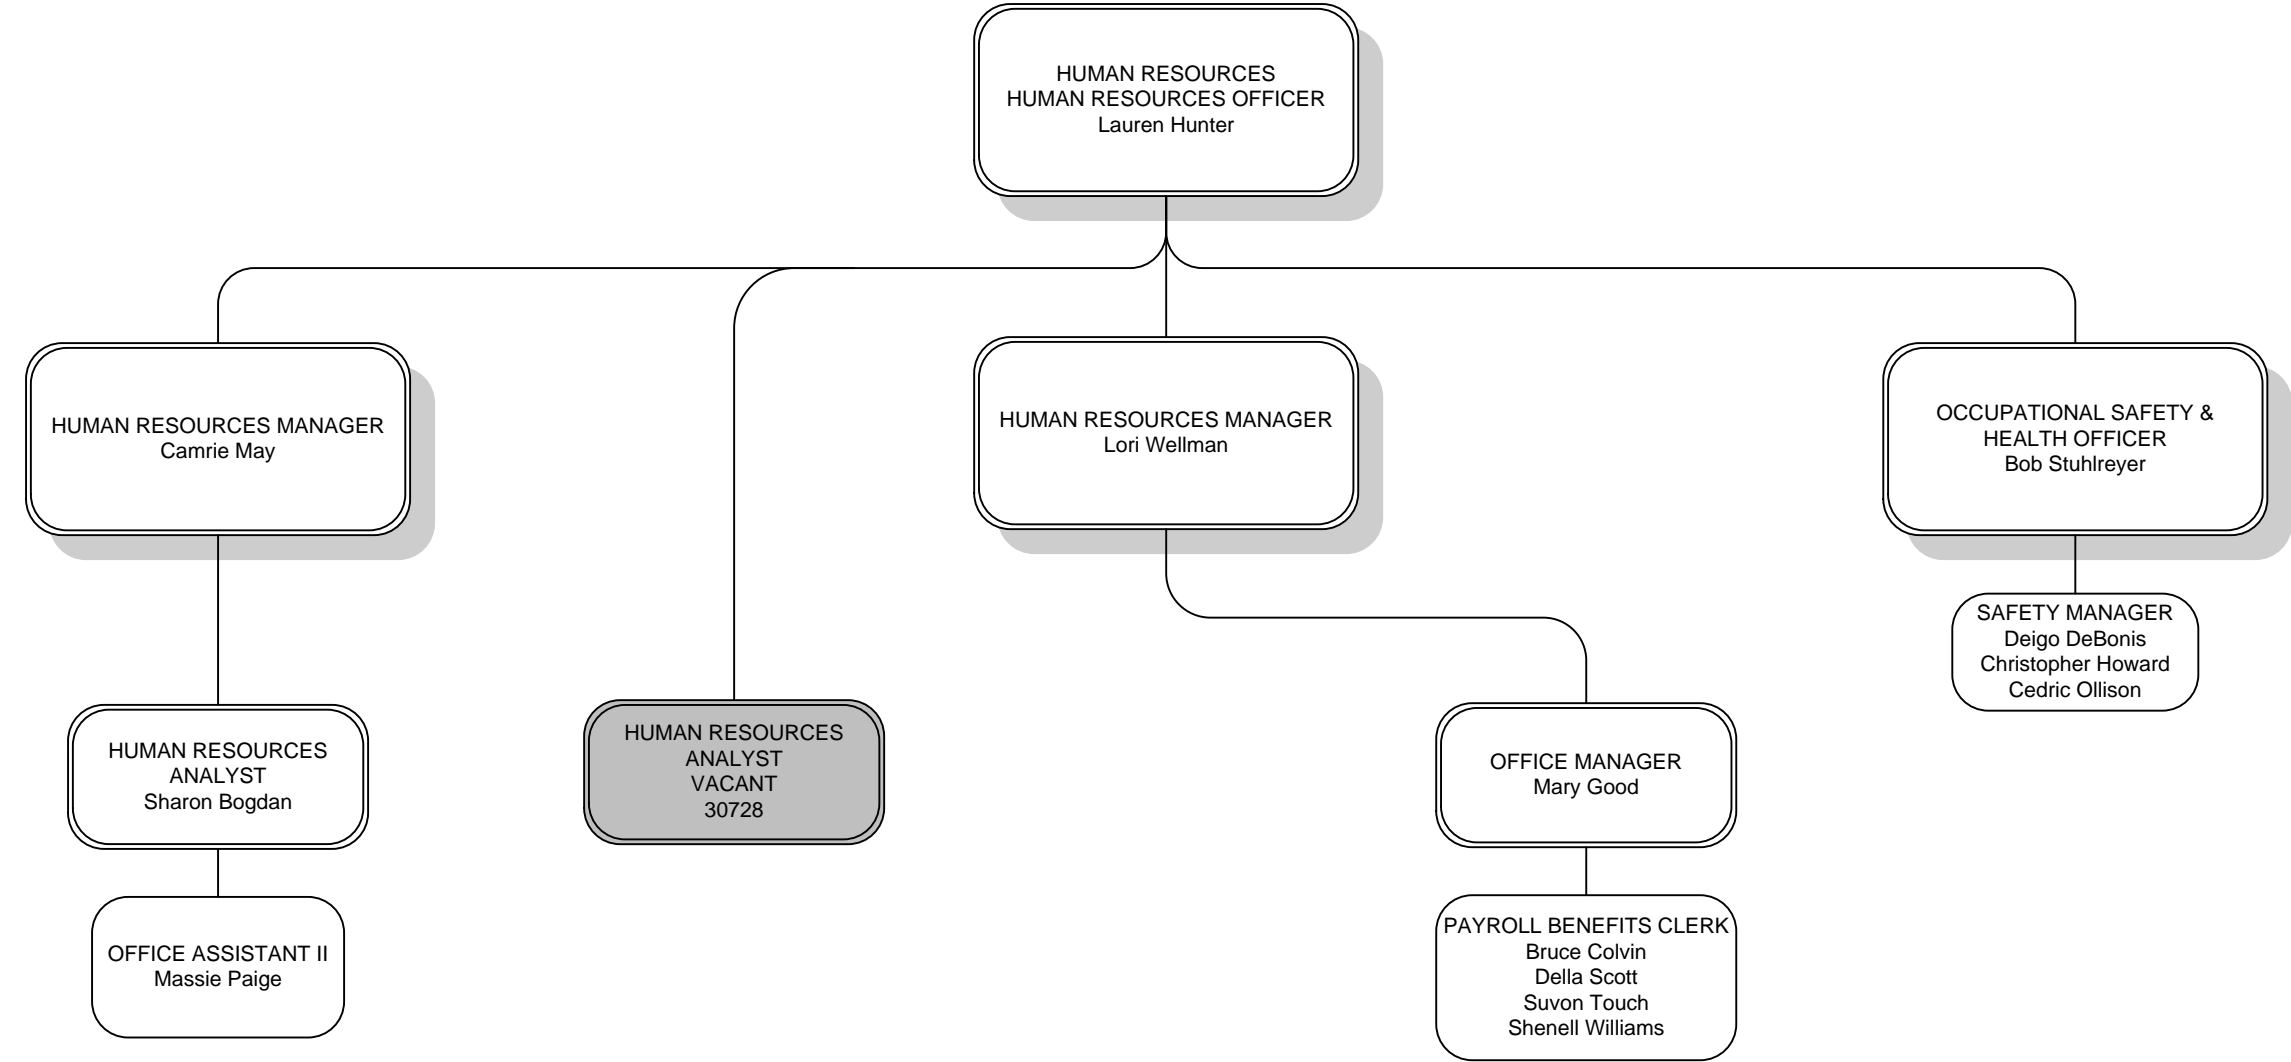 HUMAN RESOURCES
HUMAN RESOURCES OFFICER
Lauren Hunter
HUMAN RESOURCES MANAGER
Camrie May
HUMAN RESOURCES MANAGER
Lori Wellman
OCCUPATIONAL SAFETY &
HEALTH OFFICER
Bob Stuhlreyer
SAFETY MANAGER
Deigo DeBonis
Christopher Howard
Cedric Ollison
HUMAN RESOURCES
ANALYST
Sharon Bogdan
HUMAN RESOURCES
ANALYST
VACANT
30728
OFFICE MANAGER
Mary Good
OFFICE ASSISTANT II
Massie Paige
PAYROLL BENEFITS CLERK
Bruce Colvin
Della Scott
Suvon Touch
Shenell Williams